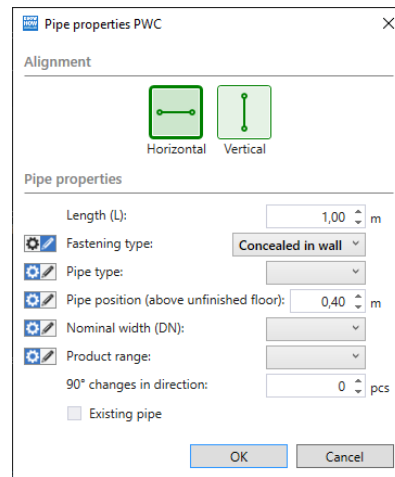 Pipe properties PWC
Alignment
Horizontal Vertical
Pipe properties
Length (L): 1,00 m
Fastening type: Concealed in wall
Pipe type:
Pipe position (above unfinished floor): 0,40 m
Nominal width (DN):
Product range:
90° changes in direction: 0 pcs
Existing pipe
OK Cancel